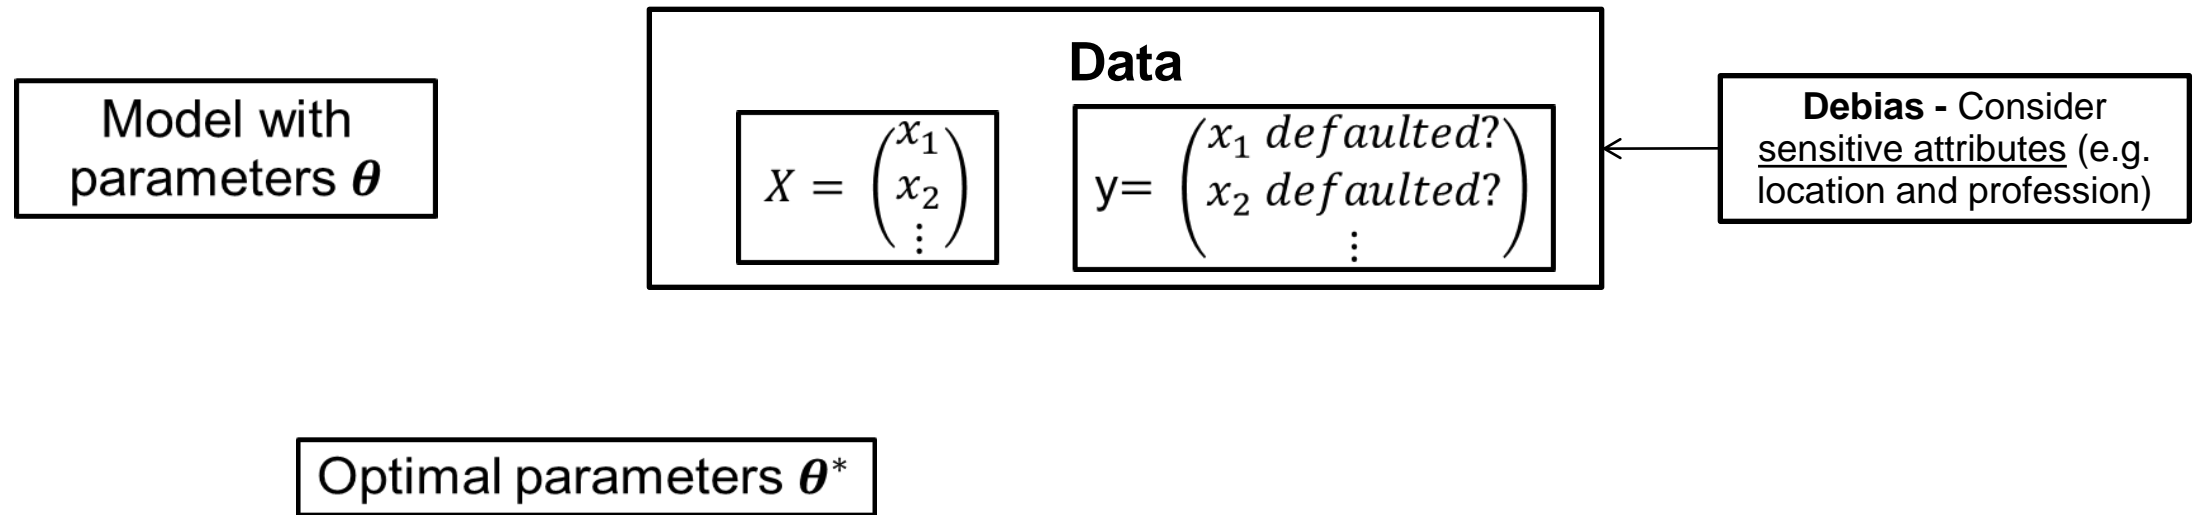 Data
Model with
parameters θ
X = (x₁
x₂
⋮)
y= (x₁ defaulted?
x₂ defaulted?
⋮)
Debias - Consider
sensitive attributes (e.g.
location and profession)
Optimal parameters θ*